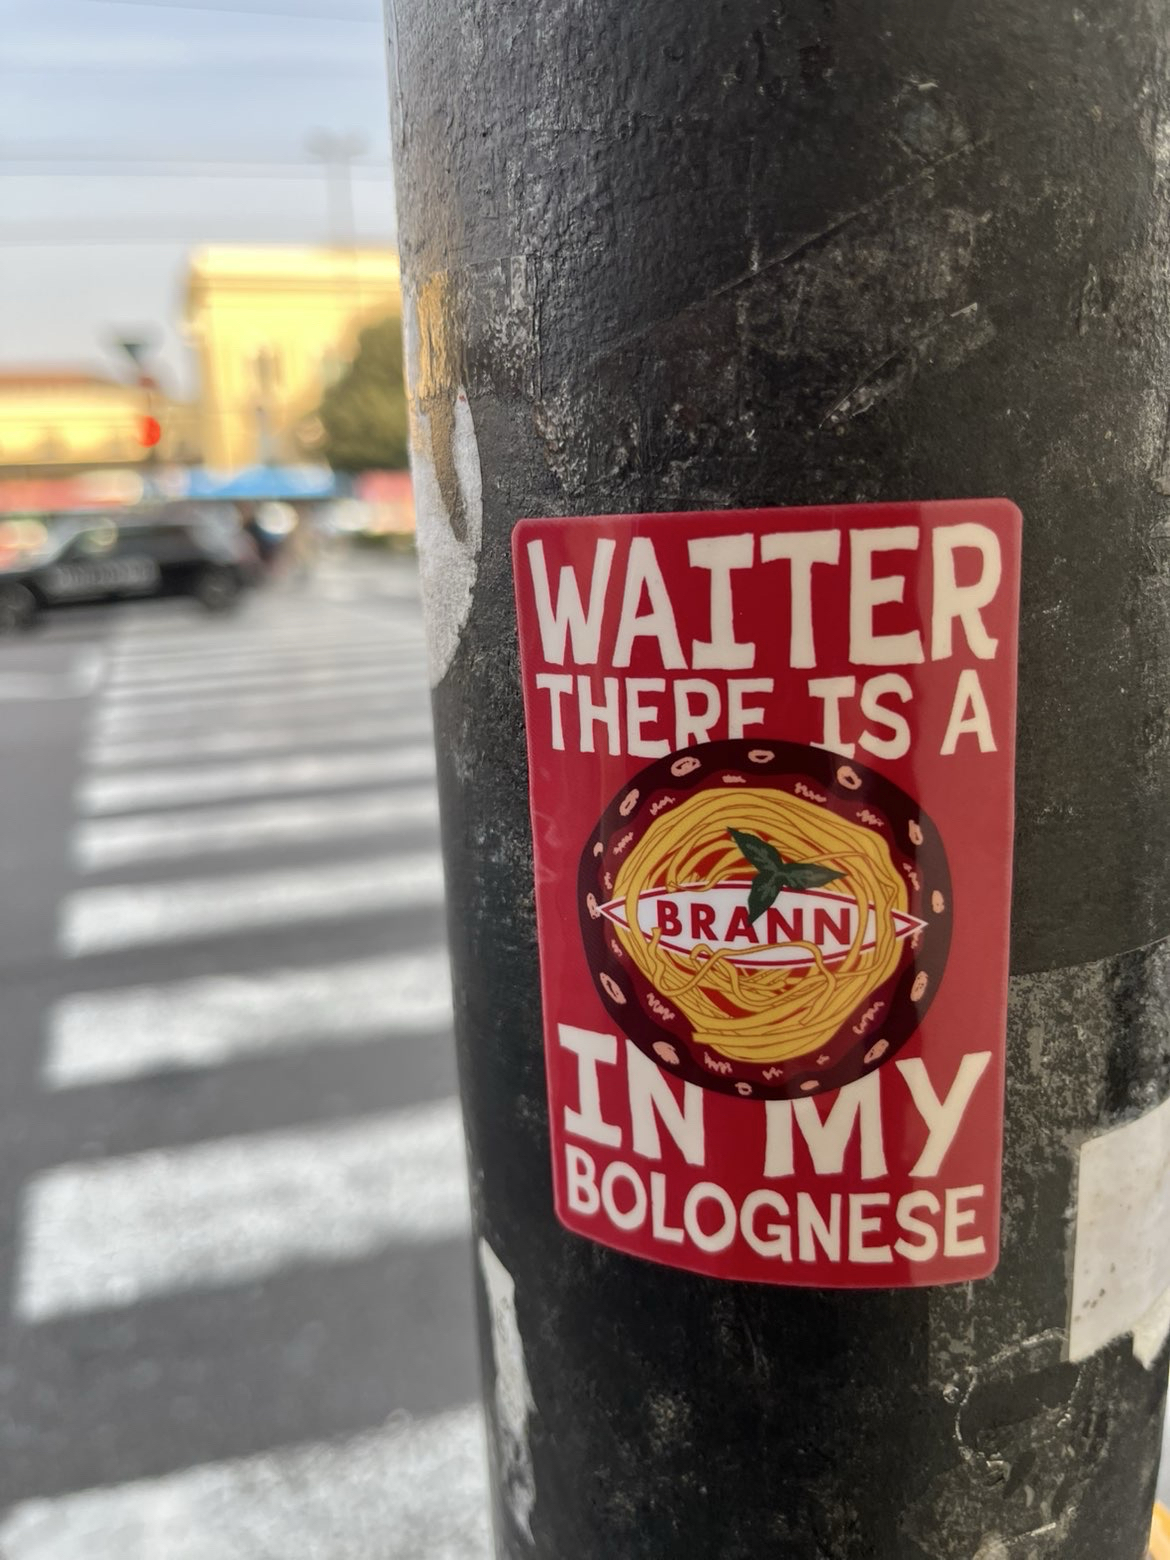 WAITER
THERE IS A
BRANN
IN MY
BOLOGNESE